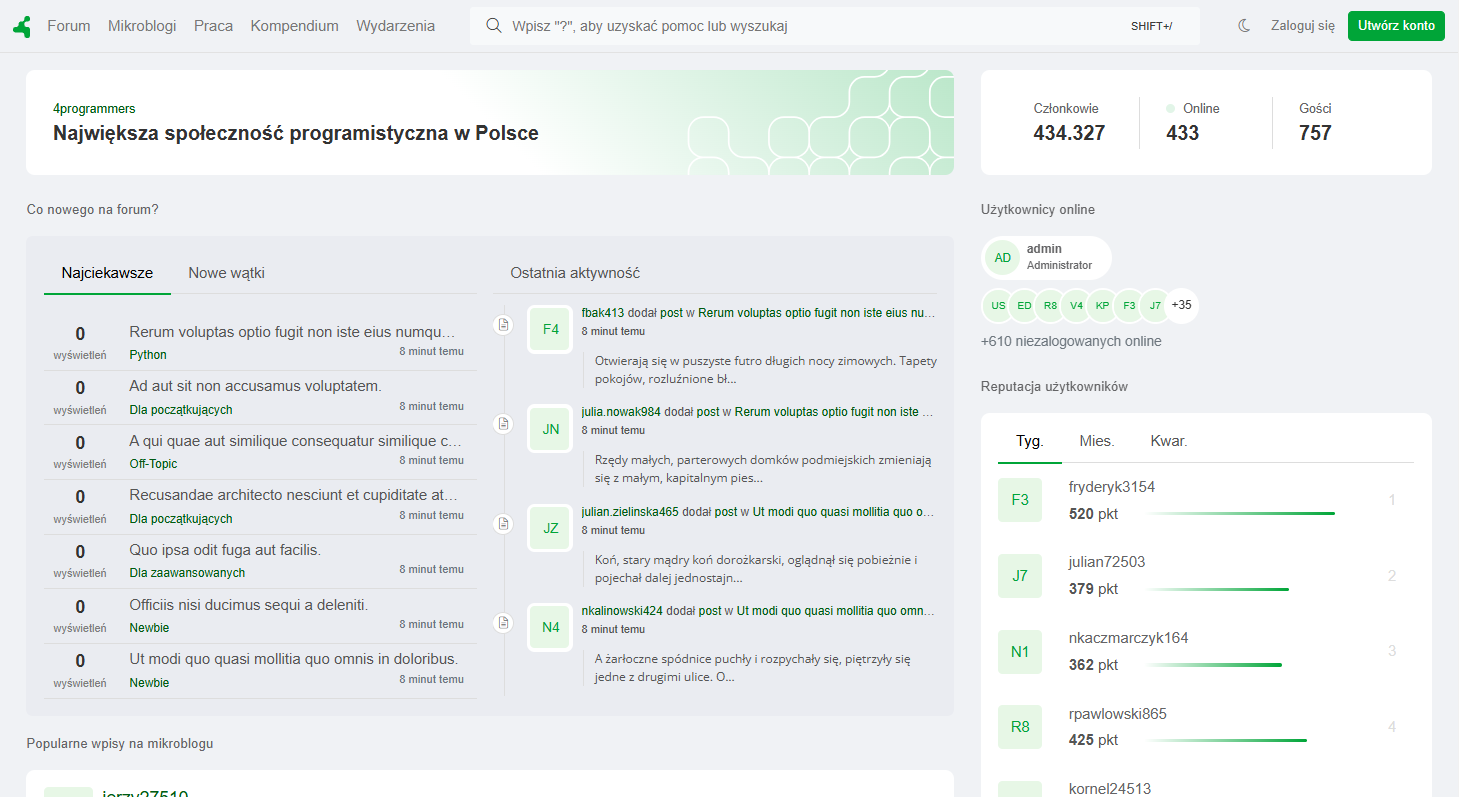 Forum Mikroblogi Praca Kompendium Wydarzenia
Wpisz "?", aby uzyskać pomoc lub wyszukaj SHIFT+/
Zaloguj się Utwórz konto
4programmers
Największa społeczność programistyczna w Polsce
Członkowie Online Gości
434.327 433 757
Co nowego na forum?
Najciekawsze Nowe wątki
0 Rerum voluptas optio fugit non iste eius numqu…
wyświetleń Python 8 minut temu
0 Ad aut sit non accusamus voluptatem.
wyświetleń Dla początkujących 8 minut temu
0 A qui quae aut similique consequatur similique c…
wyświetleń Off-Topic 8 minut temu
0 Recusandae architecto nesciunt et cupiditate at…
wyświetleń Dla początkujących 8 minut temu
0 Quo ipsa odit fuga aut facilis.
wyświetleń Dla zaawansowanych 8 minut temu
0 Officiis nisi ducimus sequi a deleniti.
wyświetleń Newbie 8 minut temu
0 Ut modi quo quasi mollitia quo omnis in doloribus.
wyświetleń Newbie 8 minut temu
Ostatnia aktywność
F4
fbak413 dodał post w Rerum voluptas optio fugit non iste eius nu…
8 minut temu
Otwierają się w puszyste futro długich nocy zimowych. Tapety
pokojów, rozluźnione bł...
JN
julia.nowak984 dodał post w Rerum voluptas optio fugit non iste …
8 minut temu
Rzędy małych, parterowych domków podmiejskich zmieniają
się z małym, kapitalnym pies...
JZ
julian.zielinska465 dodał post w Ut modi quo quasi mollitia quo o…
8 minut temu
Koń, stary mądry koń dorożkarski, oglądnął się pobieżnie i
pojechał dalej jednostajn...
N4
nkalinowski424 dodał post w Ut modi quo quasi mollitia quo omn…
8 minut temu
A żarłoczne spódnice puchły i rozpychały się, piętrzyły się
jedne z drugimi ulice. O...
Użytkownicy online
AD
admin
Administrator
US ED R8 V4 KP F3 J7 +35
+610 niezalogowanych online
Reputacja użytkowników
Tyg. Mies. Kwar.
F3 fryderyk3154 1
520 pkt
J7 julian72503 2
379 pkt
N1 nkaczmarczyk164 3
362 pkt
R8 rpawlowski865 4
425 pkt
kornel24513
Popularne wpisy na mikroblogu
jerzy27510